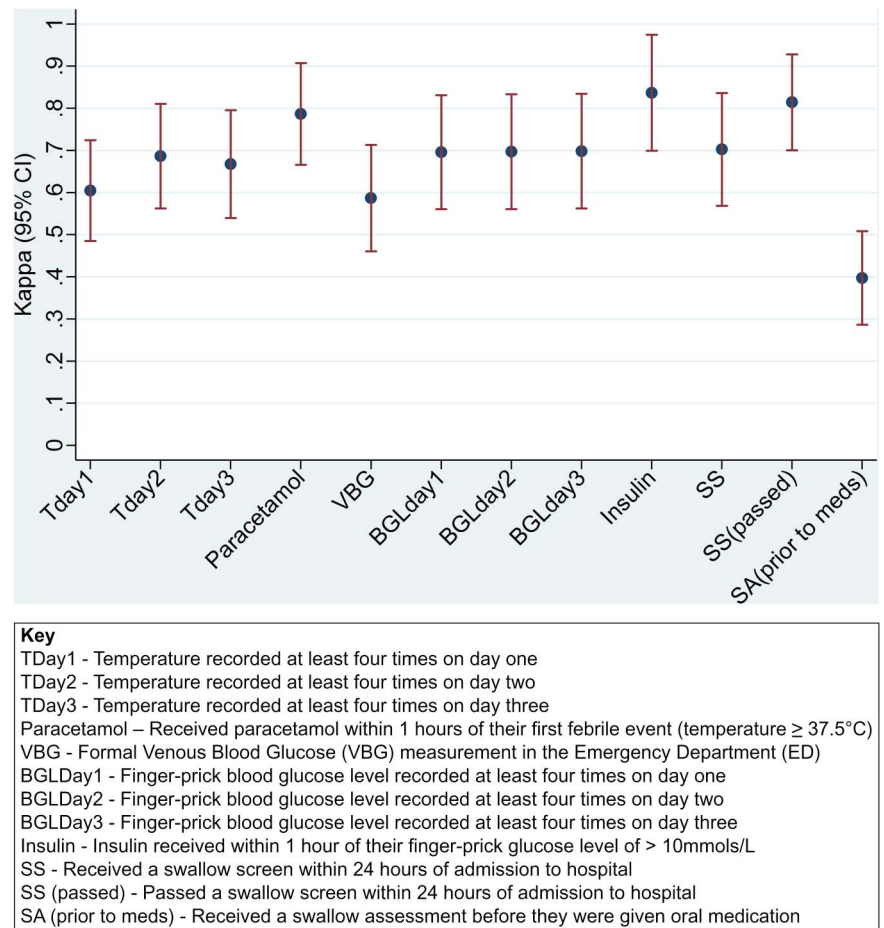 Kappa (95% CI)
1
.9
.8
.7
.6
.5
.4
.3
.2
.1
0
Tday1
Tday2
Tday3
Paracetamol
VBG
BGLday1
BGLday2
BGLday3
Insulin
SS
SS(passed)
SA(prior to meds)
Key
TDay1 - Temperature recorded at least four times on day one
TDay2 - Temperature recorded at least four times on day two
TDay3 - Temperature recorded at least four times on day three
Paracetamol – Received paracetamol within 1 hours of their first febrile event (temperature ≥ 37.5°C)
VBG - Formal Venous Blood Glucose (VBG) measurement in the Emergency Department (ED)
BGLDay1 - Finger-prick blood glucose level recorded at least four times on day one
BGLDay2 - Finger-prick blood glucose level recorded at least four times on day two
BGLDay3 - Finger-prick blood glucose level recorded at least four times on day three
Insulin - Insulin received within 1 hour of their finger-prick glucose level of > 10mmols/L
SS - Received a swallow screen within 24 hours of admission to hospital
SS (passed) - Passed a swallow screen within 24 hours of admission to hospital
SA (prior to meds) - Received a swallow assessment before they were given oral medication